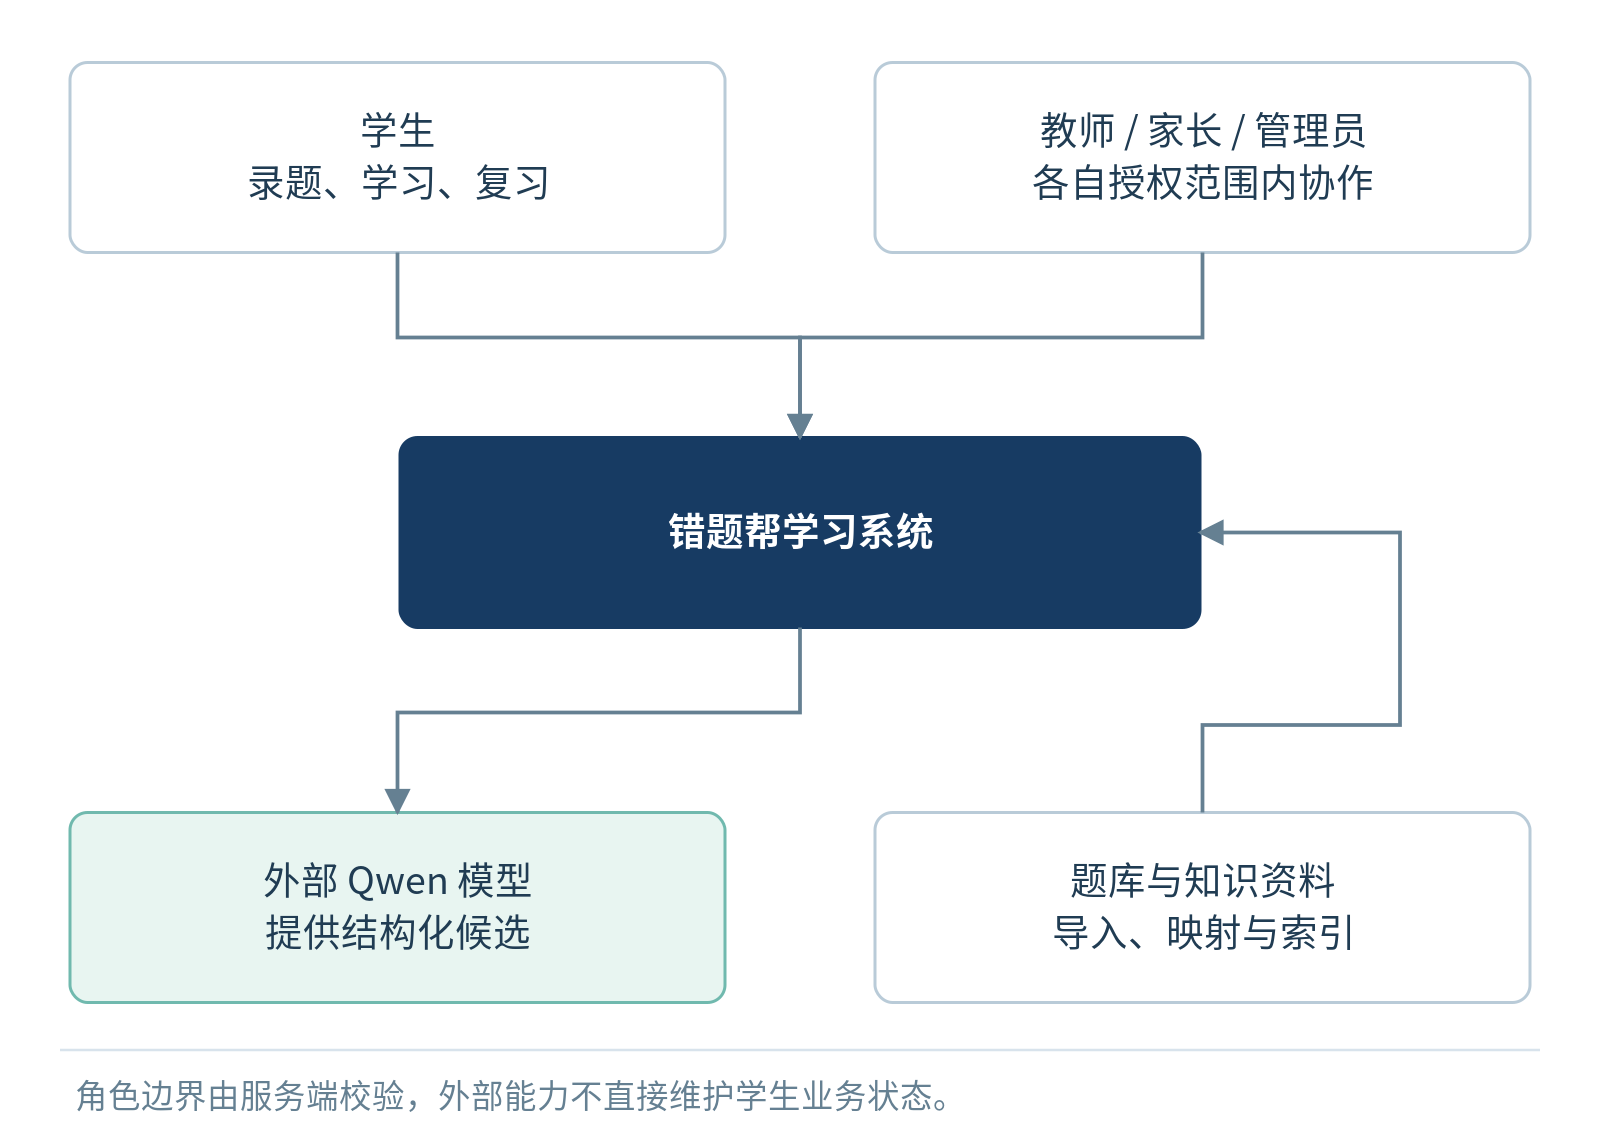 学生
录题、学习、复习
教师 / 家长 / 管理员
各自授权范围内协作
错题帮学习系统
外部 Qwen 模型
提供结构化候选
题库与知识资料
导入、映射与索引
角色边界由服务端校验，外部能力不直接维护学生业务状态。